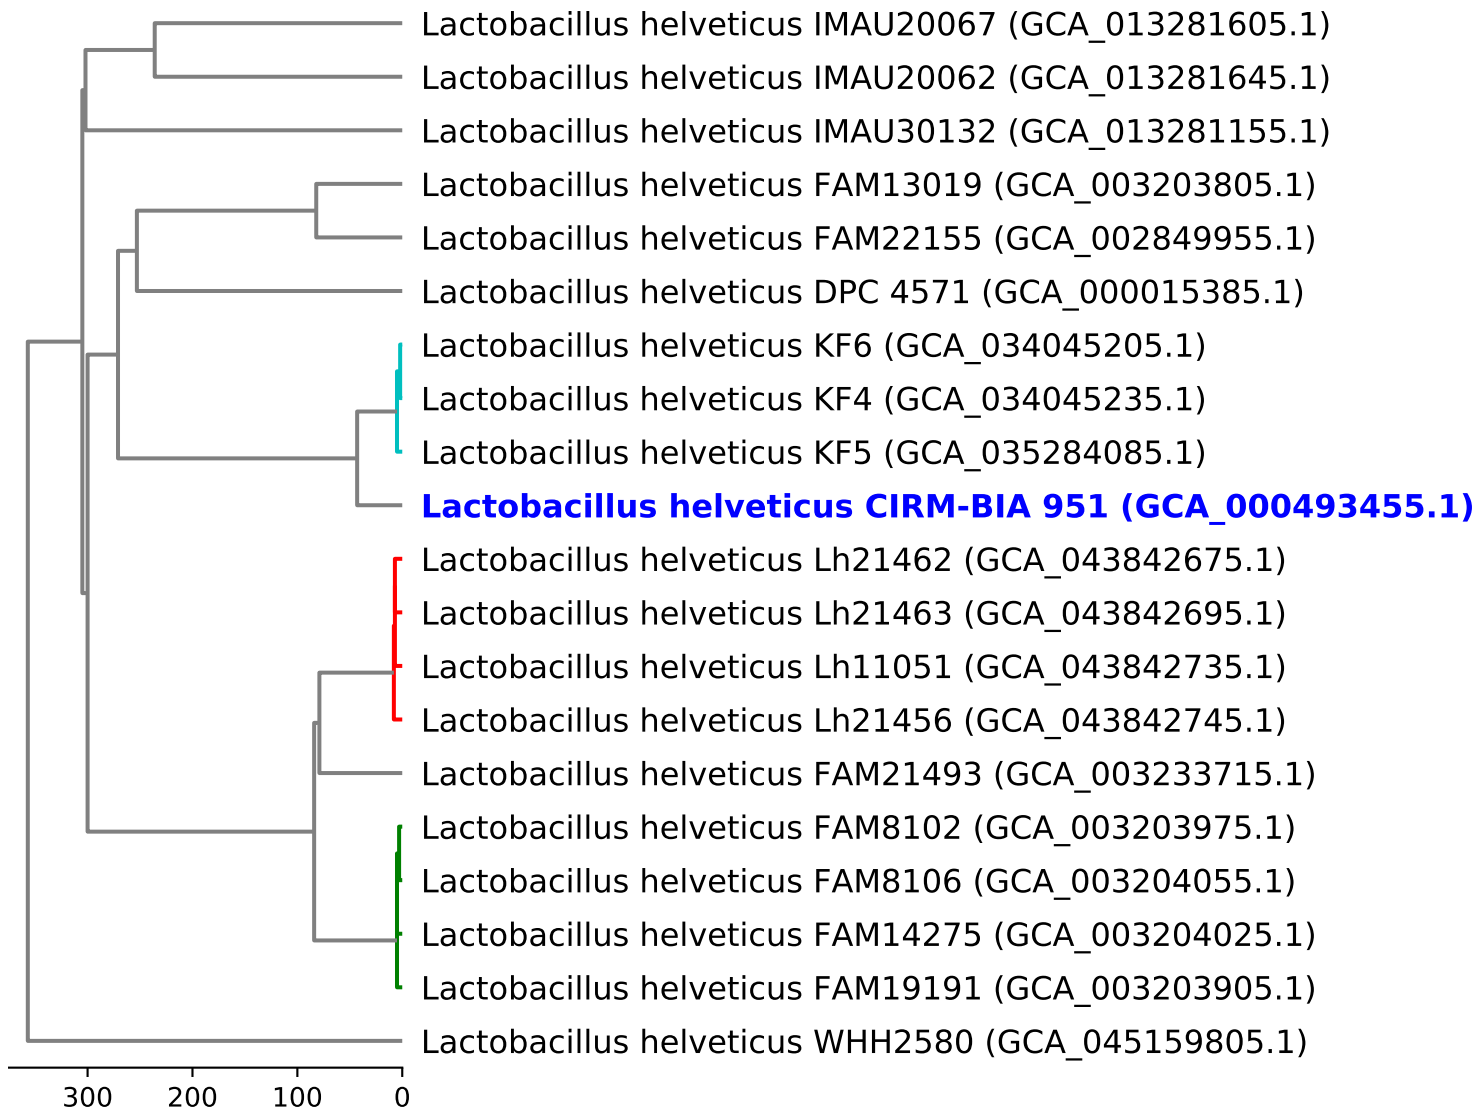 Lactobacillus helveticus IMAU20067 (GCA_013281605.1)
Lactobacillus helveticus IMAU20062 (GCA_013281645.1)
Lactobacillus helveticus IMAU30132 (GCA_013281155.1)
Lactobacillus helveticus FAM13019 (GCA_003203805.1)
Lactobacillus helveticus FAM22155 (GCA_002849955.1)
Lactobacillus helveticus DPC 4571 (GCA_000015385.1)
Lactobacillus helveticus KF6 (GCA_034045205.1)
Lactobacillus helveticus KF4 (GCA_034045235.1)
Lactobacillus helveticus KF5 (GCA_035284085.1)
Lactobacillus helveticus CIRM-BIA 951 (GCA_000493455.1)
Lactobacillus helveticus Lh21462 (GCA_043842675.1)
Lactobacillus helveticus Lh21463 (GCA_043842695.1)
Lactobacillus helveticus Lh11051 (GCA_043842735.1)
Lactobacillus helveticus Lh21456 (GCA_043842745.1)
Lactobacillus helveticus FAM21493 (GCA_003233715.1)
Lactobacillus helveticus FAM8102 (GCA_003203975.1)
Lactobacillus helveticus FAM8106 (GCA_003204055.1)
Lactobacillus helveticus FAM14275 (GCA_003204025.1)
Lactobacillus helveticus FAM19191 (GCA_003203905.1)
Lactobacillus helveticus WHH2580 (GCA_045159805.1)
300 200 100 0